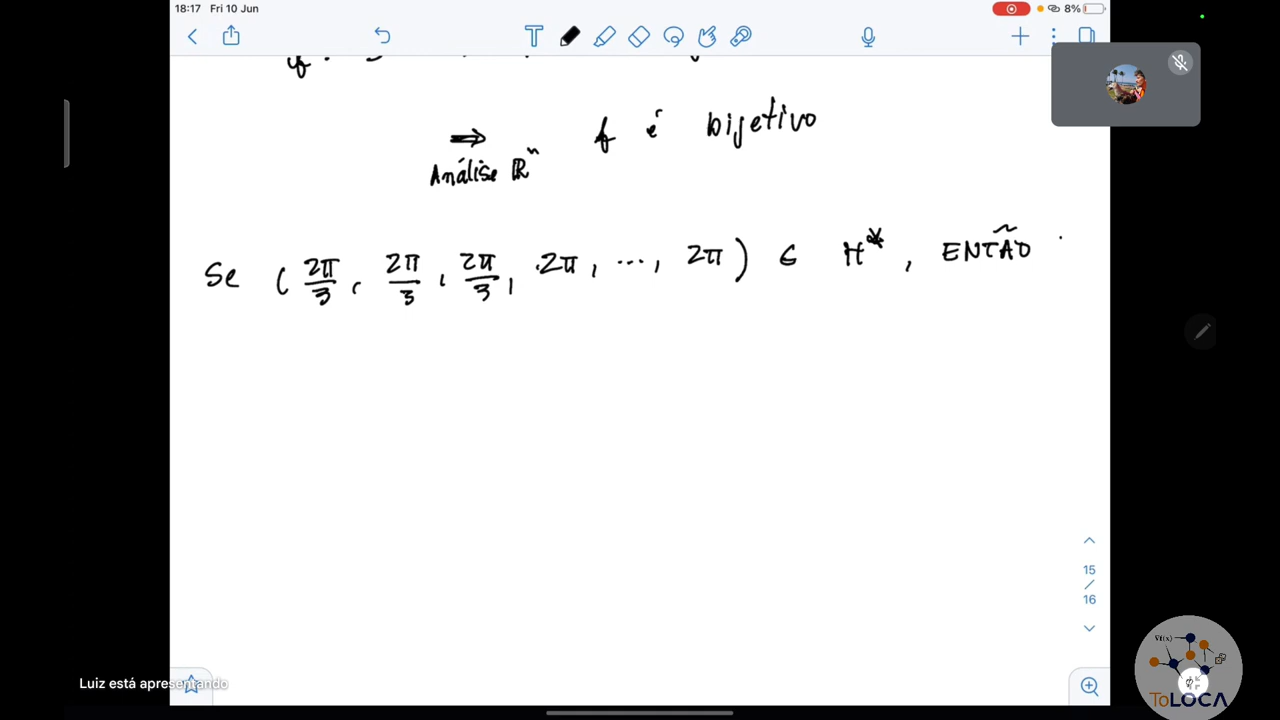 18:17 Fri 10 Jun
8%
⇒ f é bijetivo
Análise ℝⁿ
Se (2π/3, 2π/3, 2π/3, 2π, ..., 2π) ∈ H*, ENTÃO
15
/
16
∇f(x)
ToLOCA
Luiz está apresentando